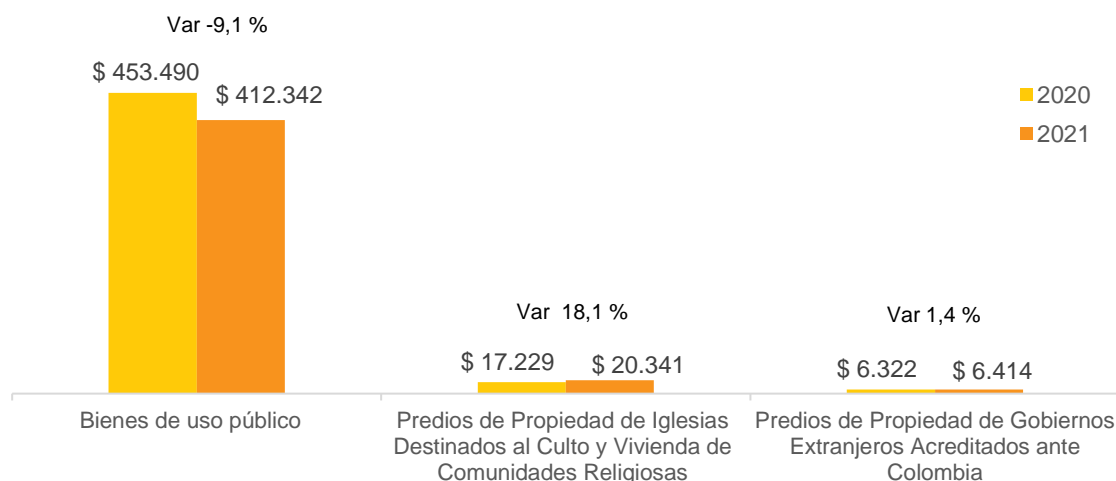 Var -9,1 %
$ 453.490
$ 412.342
2020
2021
Var 18,1 %
Var 1,4 %
$ 17.229
$ 20.341
$ 6.322
$ 6.414
Bienes de uso público
Predios de Propiedad de Iglesias
Destinados al Culto y Vivienda de
Comunidades Religiosas
Predios de Propiedad de Gobiernos
Extranjeros Acreditados ante
Colombia